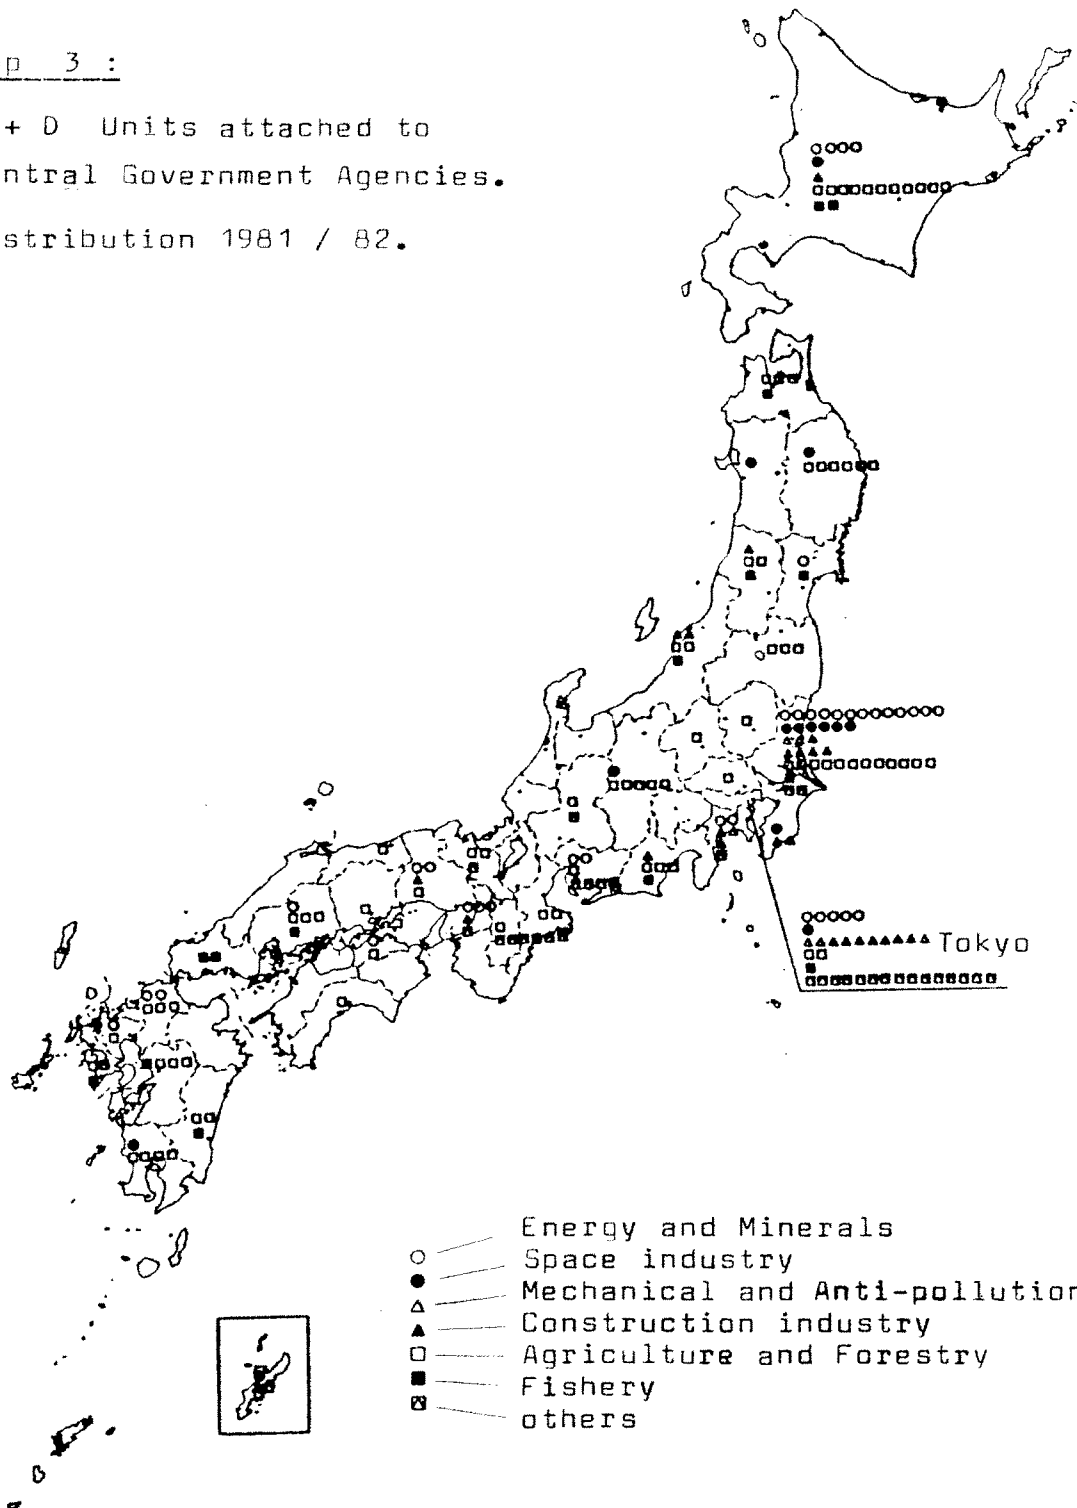 p 3 :
+ D Units attached to
ntral Government Agencies.
stribution 1981 / 82.
Tokyo
Energy and Minerals
Space industry
Mechanical and Anti-pollution
Construction industry
Agriculture and Forestry
Fishery
others